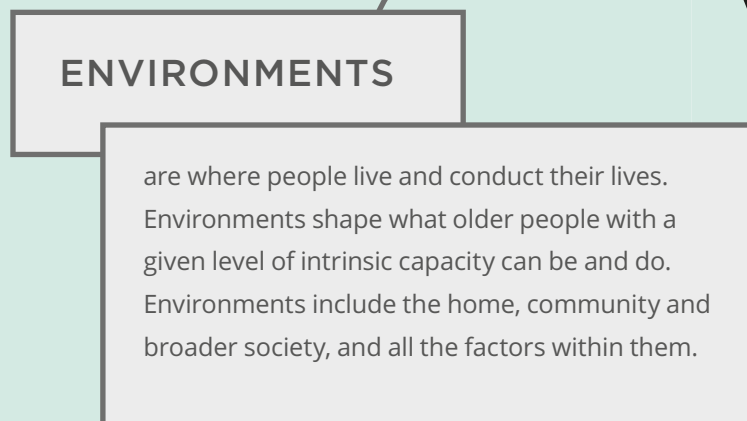 ENVIRONMENTS
are where people live and conduct their lives.
Environments shape what older people with a
given level of intrinsic capacity can be and do.
Environments include the home, community and
broader society, and all the factors within them.